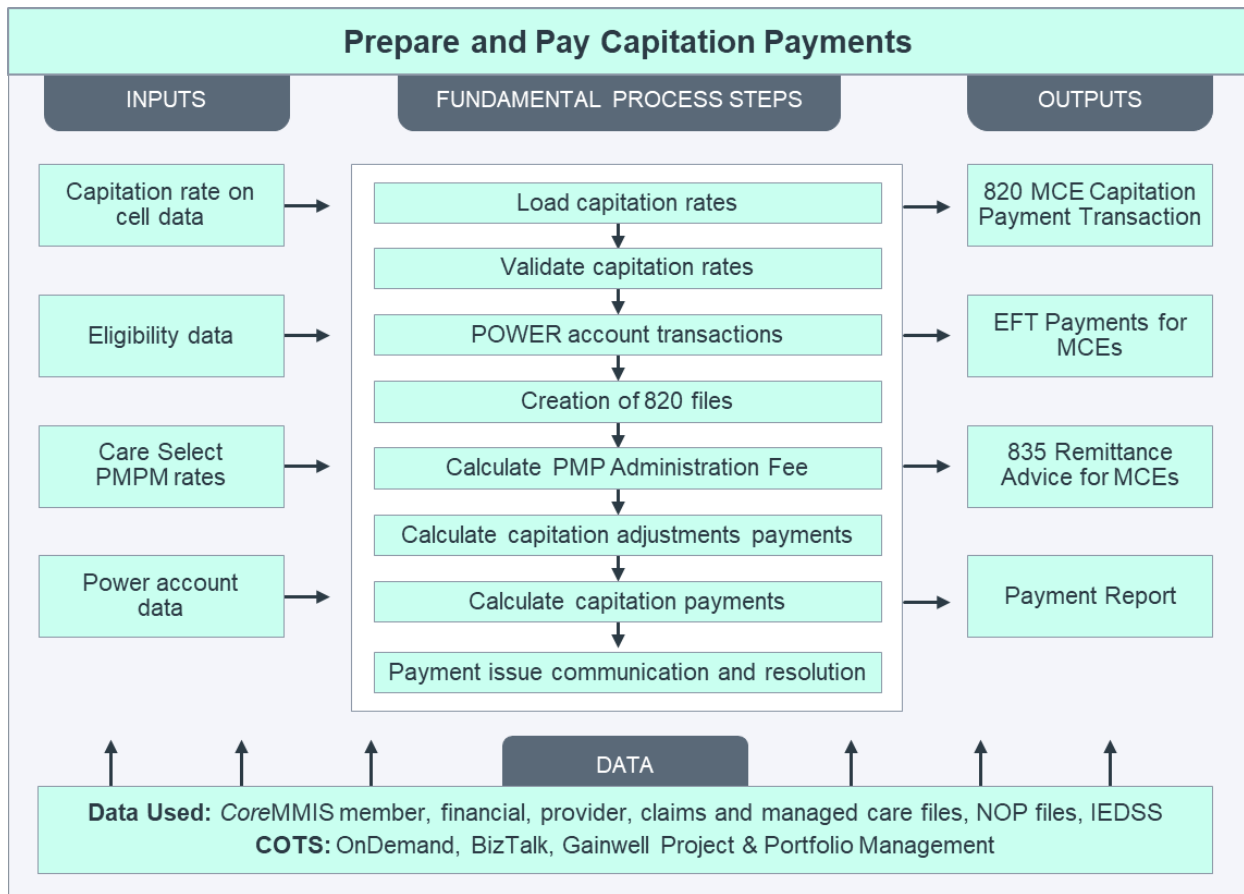 Prepare and Pay Capitation Payments
INPUTS
FUNDAMENTAL PROCESS STEPS
OUTPUTS
Capitation rate on
cell data
Eligibility data
Care Select
PMPM rates
Power account
data
Load capitation rates
Validate capitation rates
POWER account transactions
Creation of 820 files
Calculate PMP Administration Fee
Calculate capitation adjustments payments
Calculate capitation payments
Payment issue communication and resolution
820 MCE Capitation
Payment Transaction
EFT Payments for
MCEs
835 Remittance
Advice for MCEs
Payment Report
DATA
Data Used: CoreMMIS member, financial, provider, claims and managed care files, NOP files, IEDSS
COTS: OnDemand, BizTalk, Gainwell Project & Portfolio Management